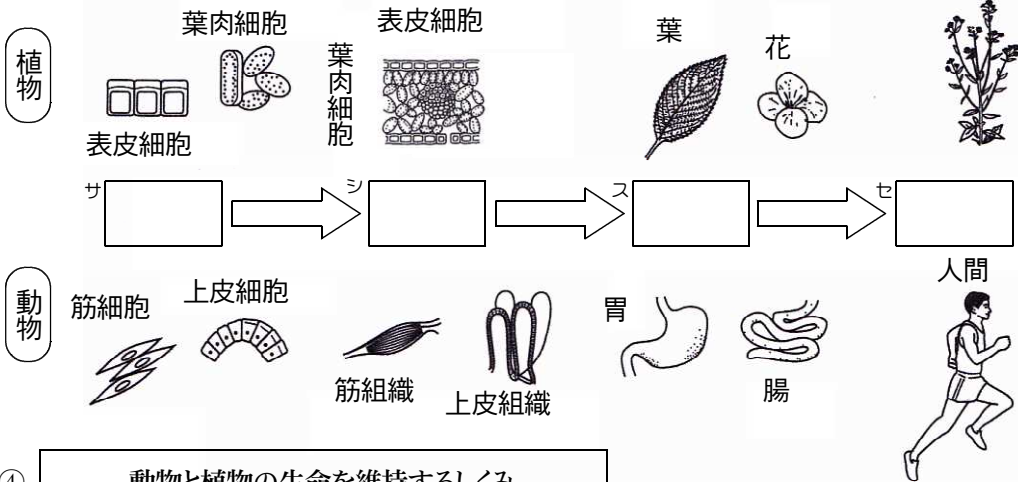 植物
葉肉細胞
表皮細胞
葉肉細胞
表皮細胞
葉
花
サ
シ
ス
セ
動物
筋細胞
上皮細胞
筋組織
上皮組織
胃
腸
人間
④
動物と植物の生命を維持するしくみ